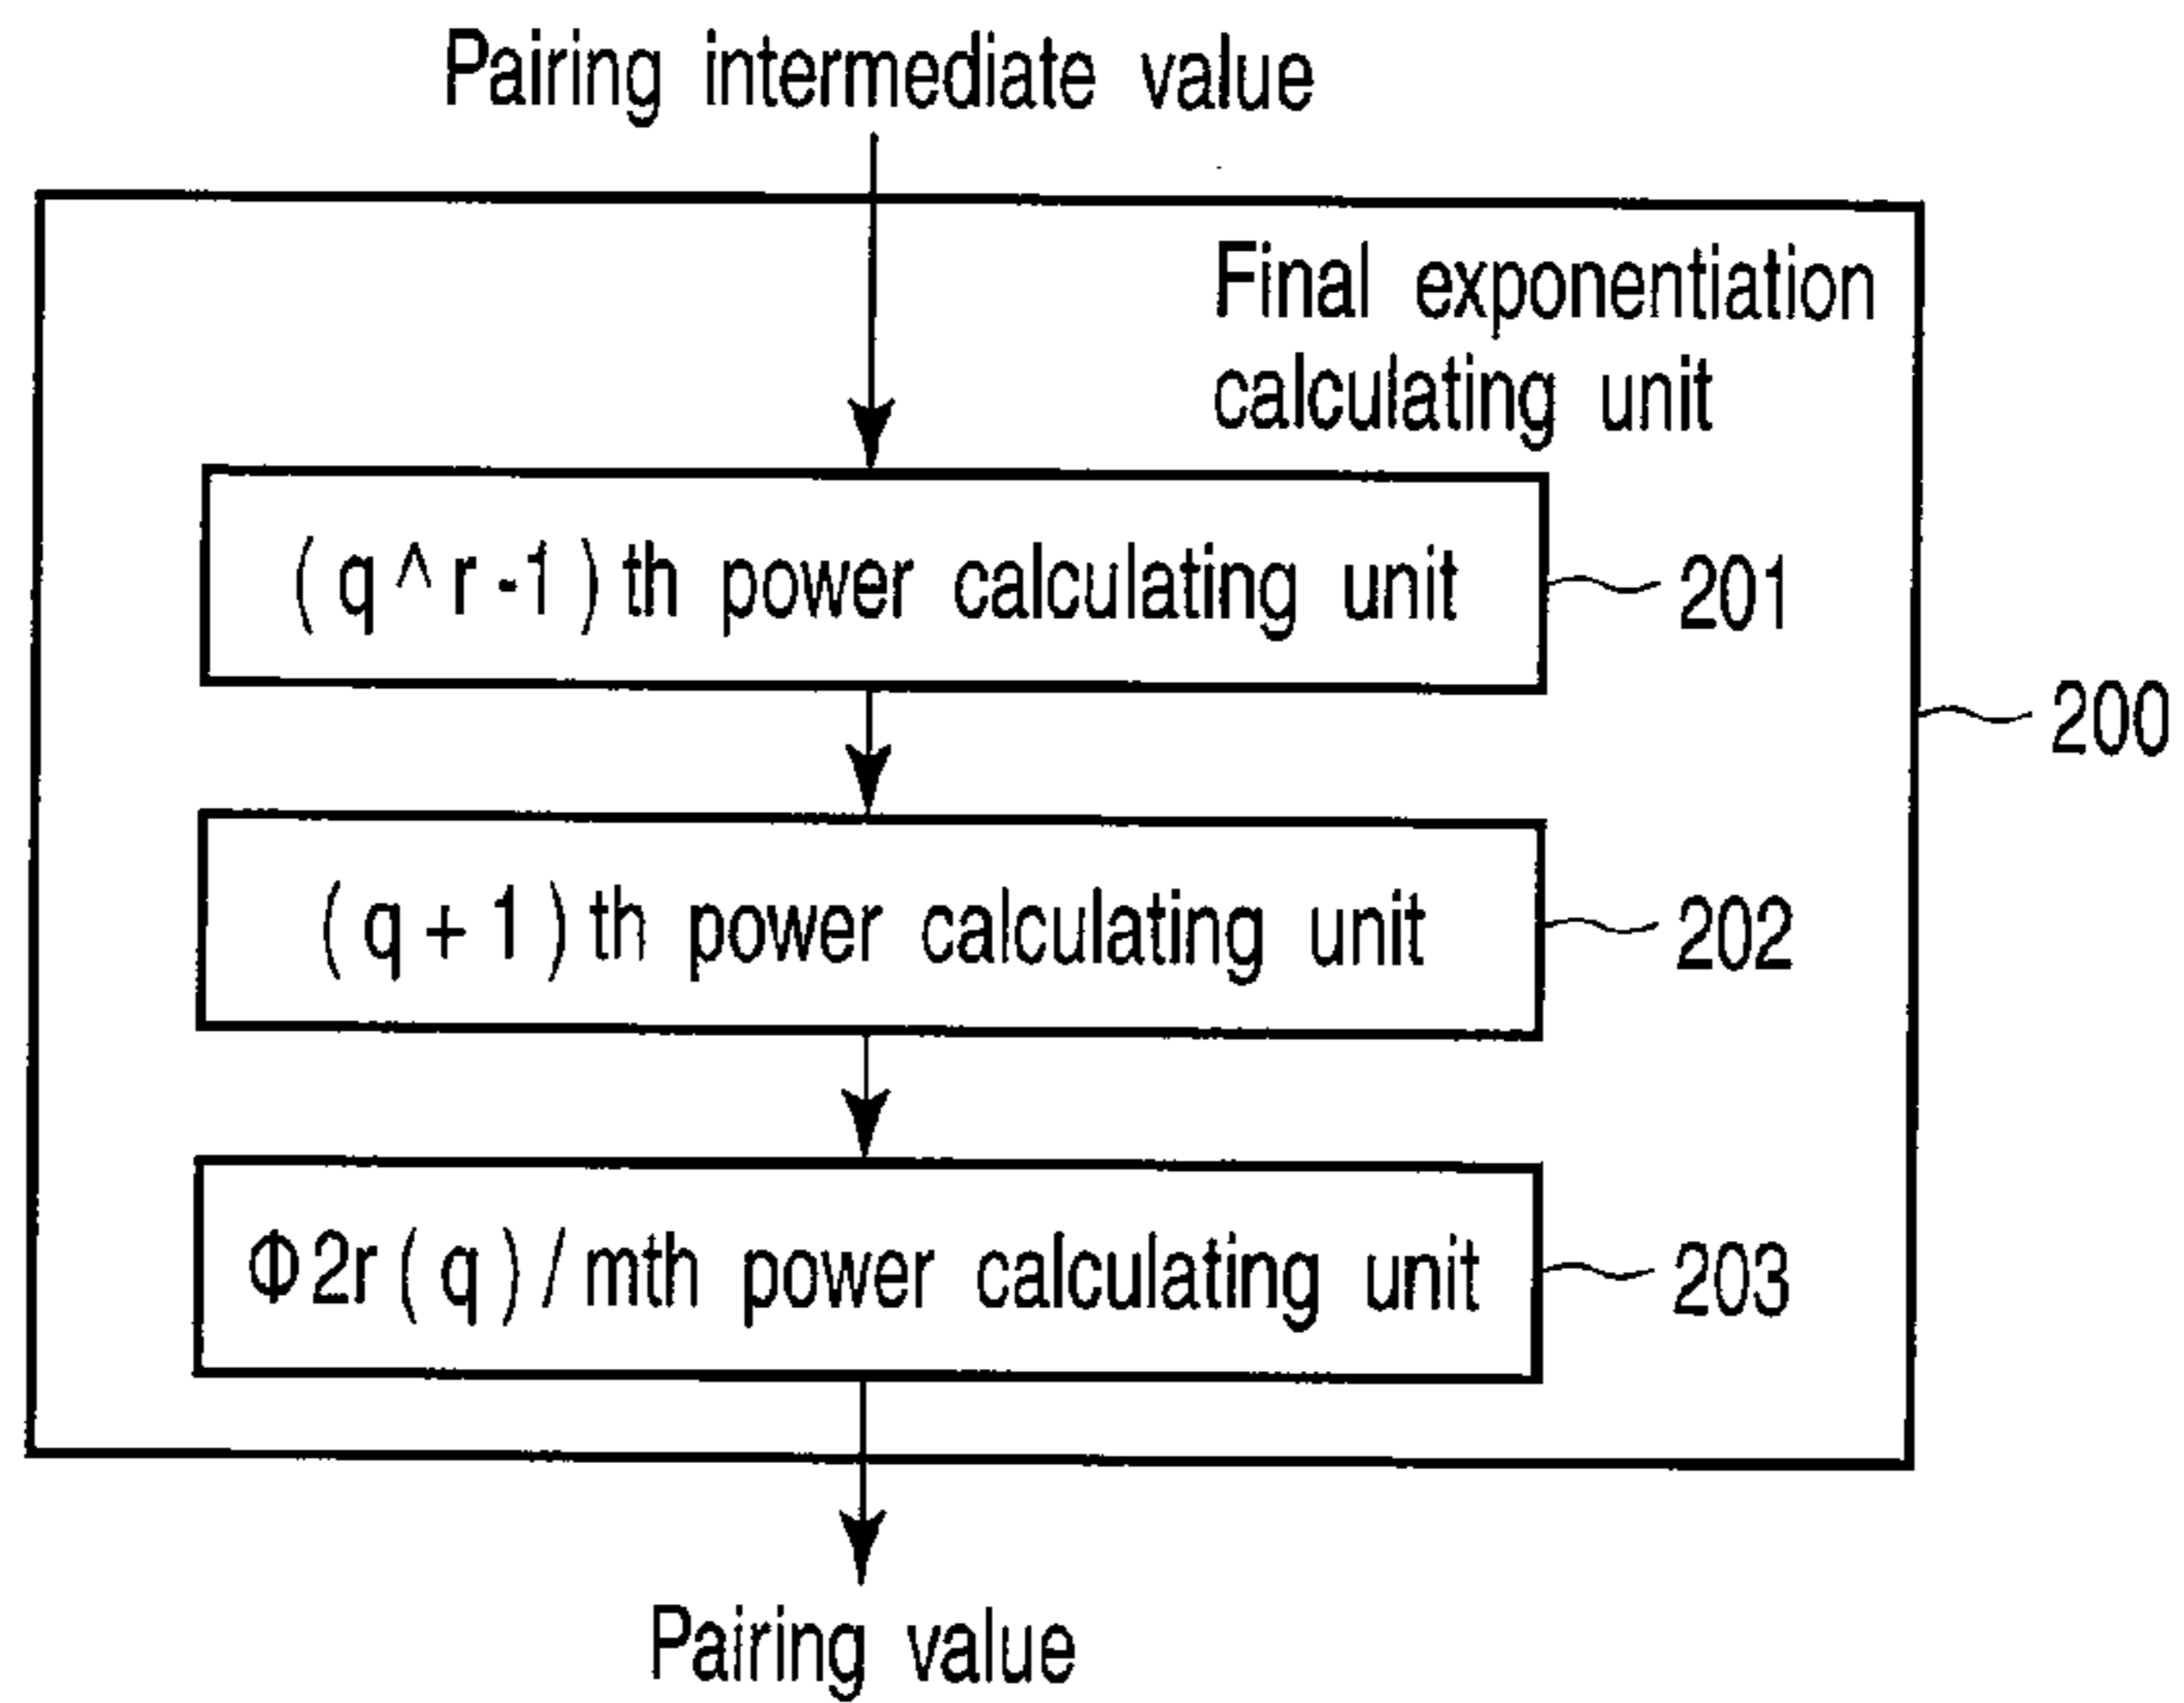 Pairing intermediate value
Final exponentiation
calculating unit
(q^r-1)th power calculating unit
201
200
(q+1)th power calculating unit
202
Φ2r(q)/mth power calculating unit
203
Pairing value